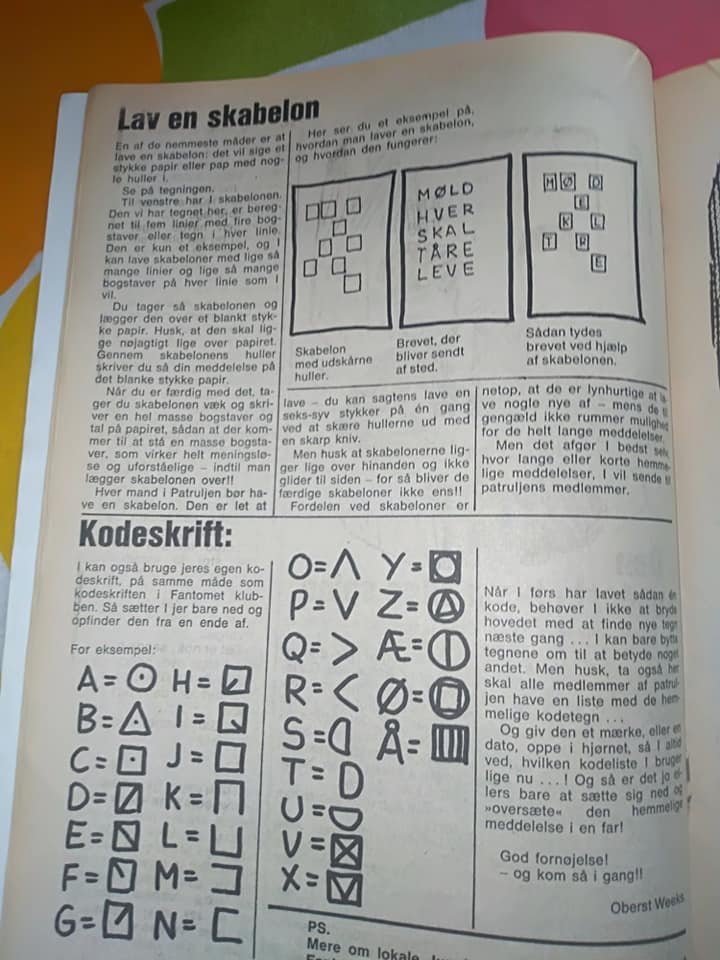 Lav en skabelon
En af de nemmeste måder er at
lave en skabelon: det vil sige et
stykke papir eller pap med nog-
le huller i.
Se på tegningen.
Til venstre har I skabelonen.
Den vi har tegnet her, er bereg-
net til fem linier med fire bog-
staver eller tegn i hver linie.
Den er kun et eksempel, og I
kan lave skabeloner med lige så
mange linier og lige så mange
bogstaver på hver linie som I
vil.
Du tager så skabelonen og
lægger den over et blankt styk-
ke papir. Husk, at den skal lig-
ge nøjagtigt lige over papiret.
Gennem skabelonens huller
skriver du så din meddelelse på
det blanke stykke papir.
Når du er færdig med det, ta-
ger du skabelonen væk og skri-
ver en hel masse bogstaver og
tal på papiret, sådan at der kom-
mer til at stå en masse bogsta-
ver, som virker helt meningslø-
se og uforståelige – indtil man
lægger skabelonen over!!
Hver mand i Patruljen bør ha-
ve en skabelon. Den er let at
Her ser du et eksempel på,
hvordan man laver en skabelon,
og hvordan den fungerer:
MØLD
HVER
SKAL
TÅRE
LEVE
M Ø D
E
K L
T R
E
Skabelon
med udskårne
huller.
Brevet, der
bliver sendt
af sted.
Sådan tydes
brevet ved hjælp
af skabelonen.
lave – du kan sagtens lave en
seks-syv stykker på én gang
ved at skære hullerne ud med
en skarp kniv.
Men husk at skabelonerne lig-
ger lige over hinanden og ikke
glider til siden – for så bliver de
færdige skabeloner ikke ens!!
Fordelen ved skabeloner er
netop, at de er lynhurtige at la-
ve nogle nye af – mens de til
gengæld ikke rummer mulighed
for de helt lange meddelelser.
Men det afgør I bedst selv
hvor lange eller korte hemme-
lige meddelelser, I vil sende til
patruljens medlemmer.
Kodeskrift:
I kan også bruge jeres egen ko-
deskrift, på samme måde som
kodeskriften i Fantomet klub-
ben. Så sætter I jer bare ned og
opfinder den fra en ende af.
For eksempel:
A=
B=
C=
D=
E=
F=
G=
H=
I=
J=
K=
L=
M=
N=
O=
P=
Q=
R=
S=
T=
U=
V=
X=
Y=
Z=
Æ=
Ø=
Å=
Når I førs har lavet sådan én
kode, behøver I ikke at bryde
hovedet med at finde nye tegn
næste gang . . . I kan bare bytte
tegnene om til at betyde noget
andet. Men husk, ta også her
skal alle medlemmer af patrul-
jen have en liste med de hem-
melige kodetegn . . .
Og giv den et mærke, eller en
dato, oppe i hjørnet, så I altid
ved, hvilken kodeliste I bruger
lige nu . . . ! Og så er det jo el-
lers bare at sætte sig ned og
»oversæte« den hemmelige
meddelelse i en fart!
God fornøjelse!
– og kom så i gang!!
Oberst Weeks
PS.
Mere om lokale